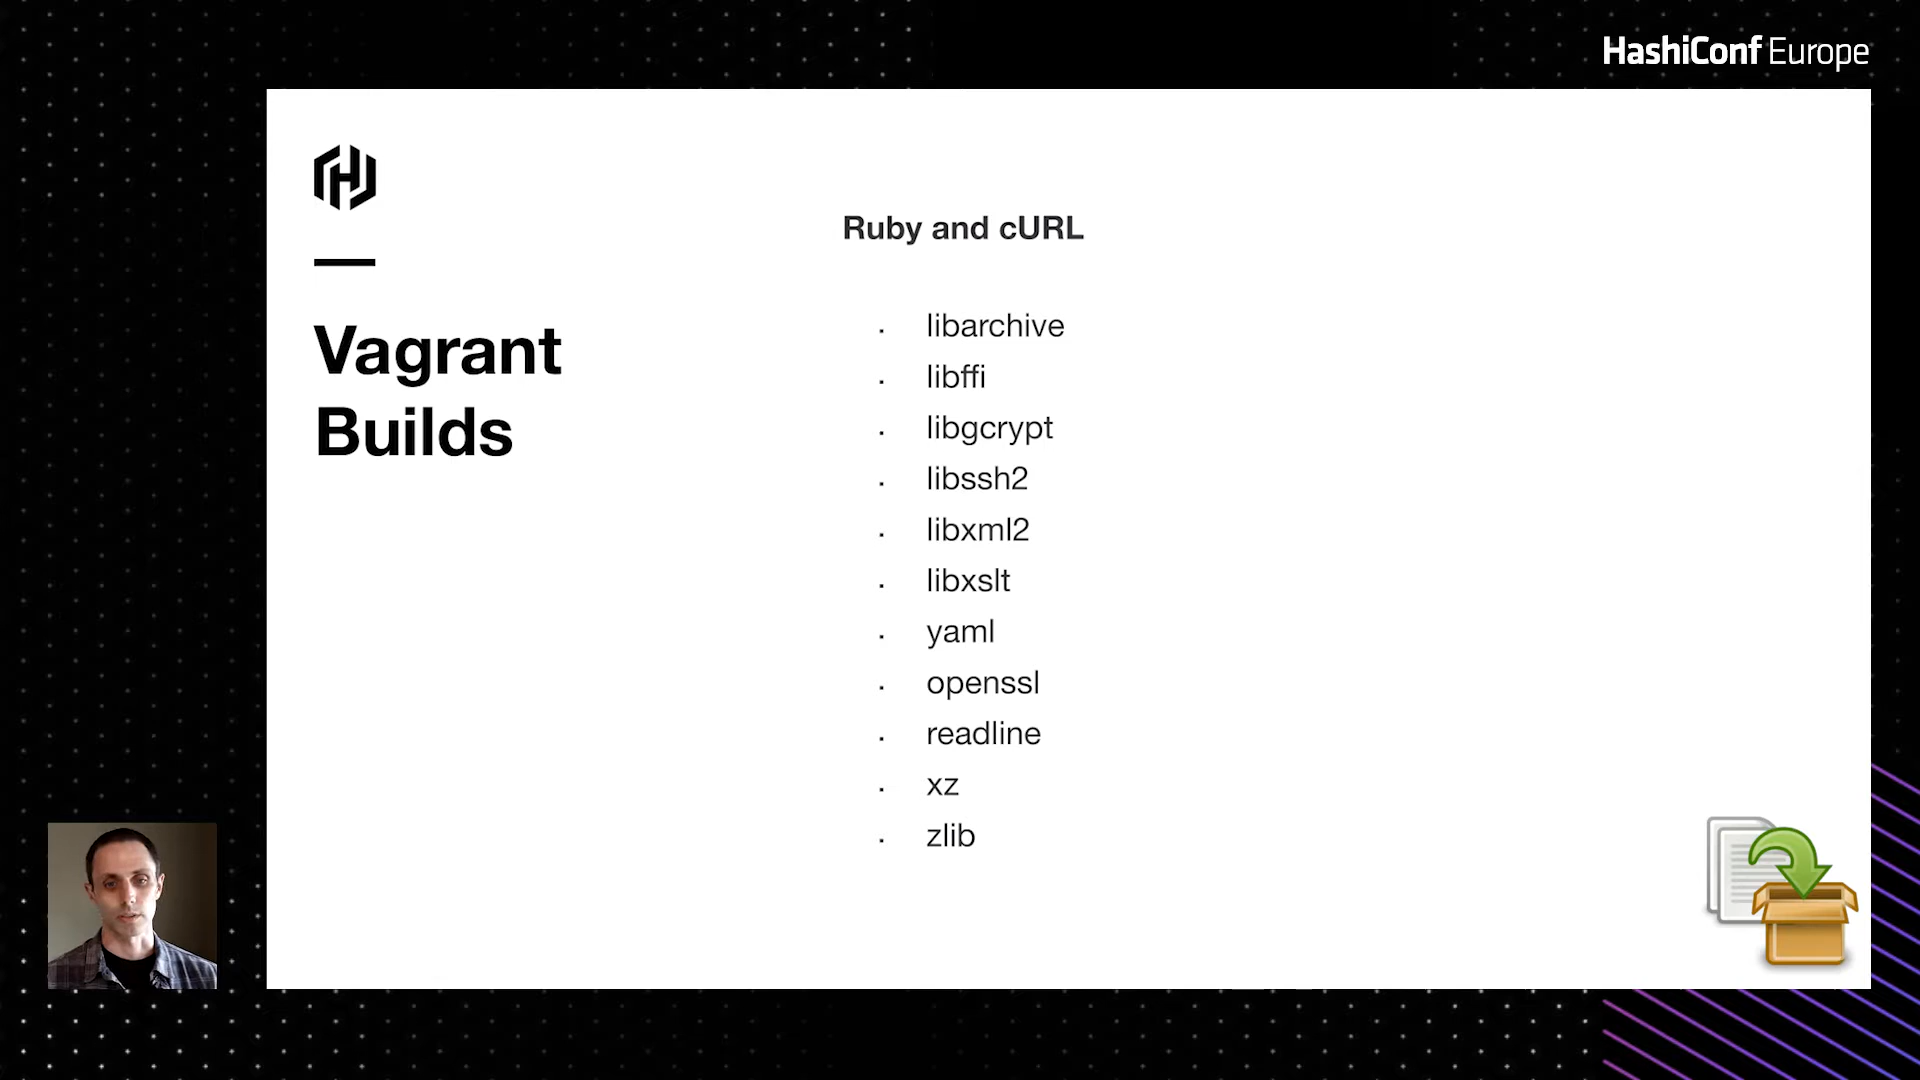 HashiConf Europe
Vagrant
Builds
Ruby and cURL
libarchive
libffi
libgcrypt
libssh2
libxml2
libxslt
yaml
openssl
readline
xz
zlib